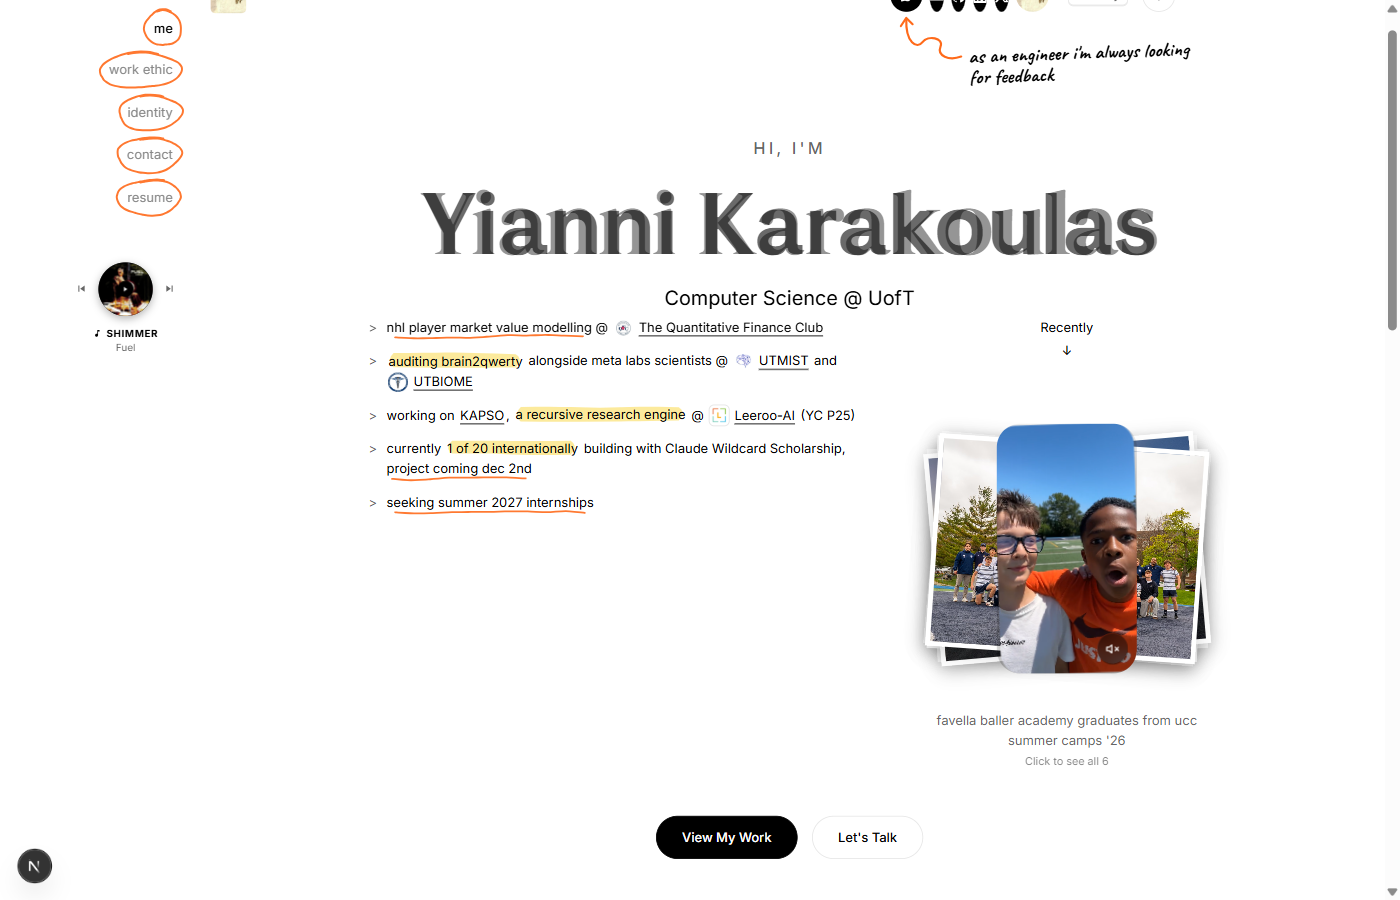 me
work ethic
identity
contact
resume
SHIMMER
Fuel
as an engineer i'm always looking
for feedback
HI, I'M
Yianni Karakoulas
Computer Science @ UofT
> nhl player market value modelling @ The Quantitative Finance Club
> auditing brain2qwerty alongside meta labs scientists @ UTMIST and
UTBIOME
> working on KAPSO, a recursive research engine @ Leeroo-AI (YC P25)
> currently 1 of 20 internationally building with Claude Wildcard Scholarship,
project coming dec 2nd
> seeking summer 2027 internships
Recently
↓
favella baller academy graduates from ucc
summer camps '26
Click to see all 6
View My Work
Let's Talk
N